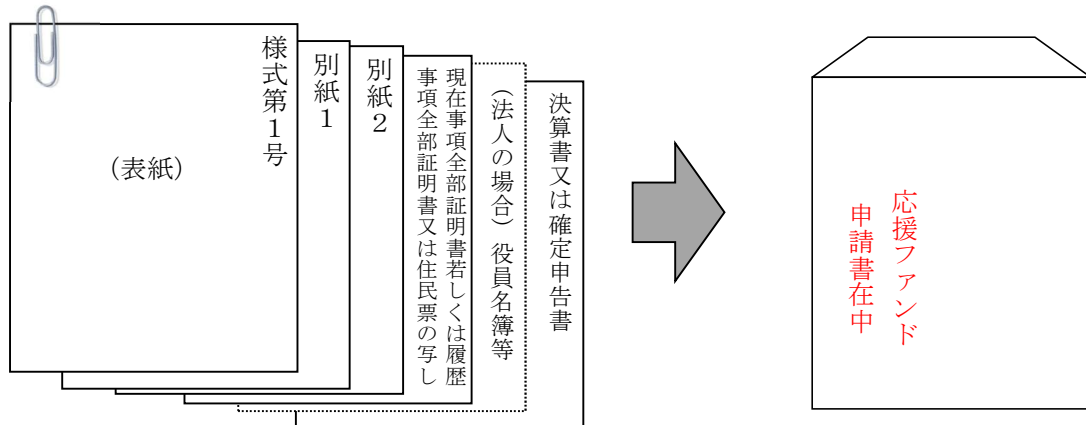 様式第１号
（表紙）
別紙１
別紙２
現在事項全部証明書若しくは履歴
事項全部証明書又は住民票の写し
（法人の場合）役員名簿等
決算書又は確定申告書
応援ファンド
申請書在中